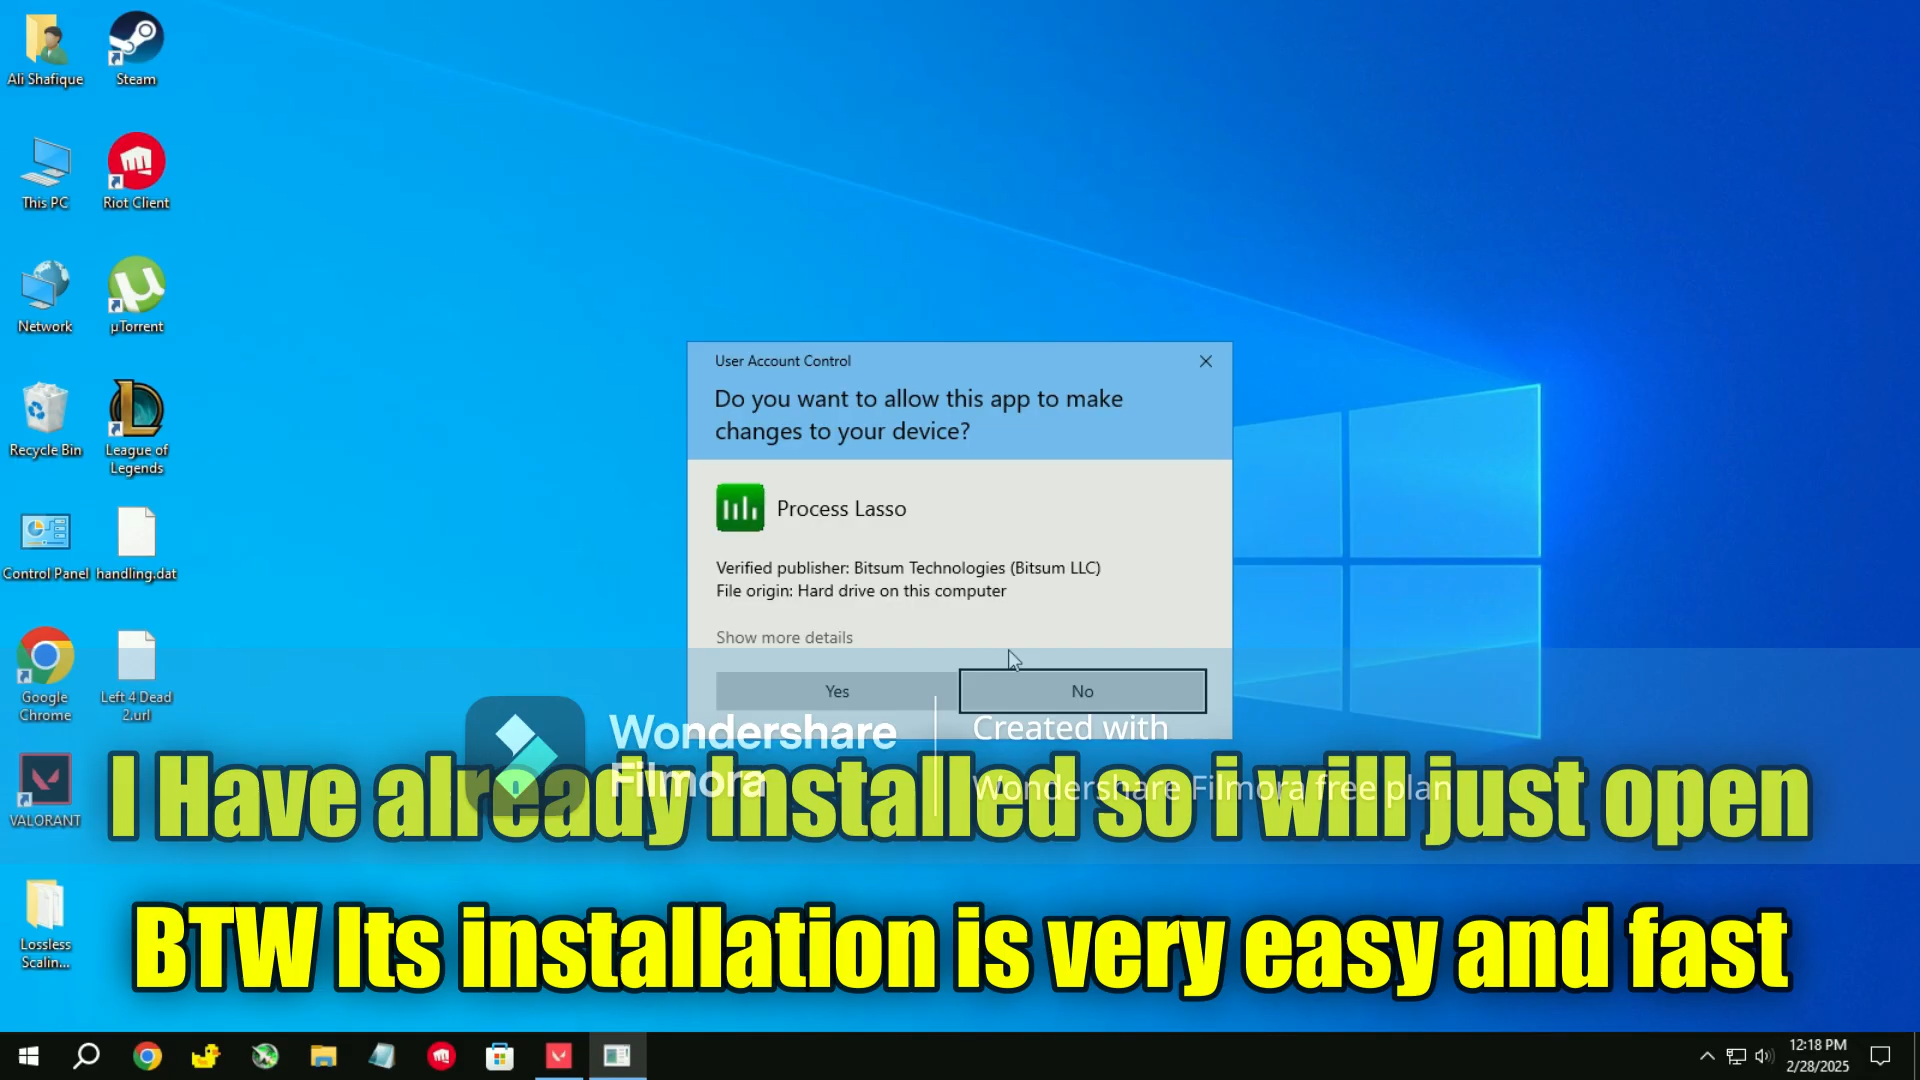 Ali Shafique
Steam
This PC
Riot Client
Network
µTorrent
Recycle Bin
League of
Legends
Control Panel
handling.dat
Google
Chrome
Left 4 Dead
2.url
VALORANT
Lossless
Scalin...
User Account Control
Do you want to allow this app to make
changes to your device?
Process Lasso
Verified publisher: Bitsum Technologies (Bitsum LLC)
File origin: Hard drive on this computer
Show more details
Yes
No
Wondershare
Filmora
Created with
Wondershare Filmora free plan
I Have already installed so i will just open
BTW Its installation is very easy and fast
12:18 PM
2/28/2025